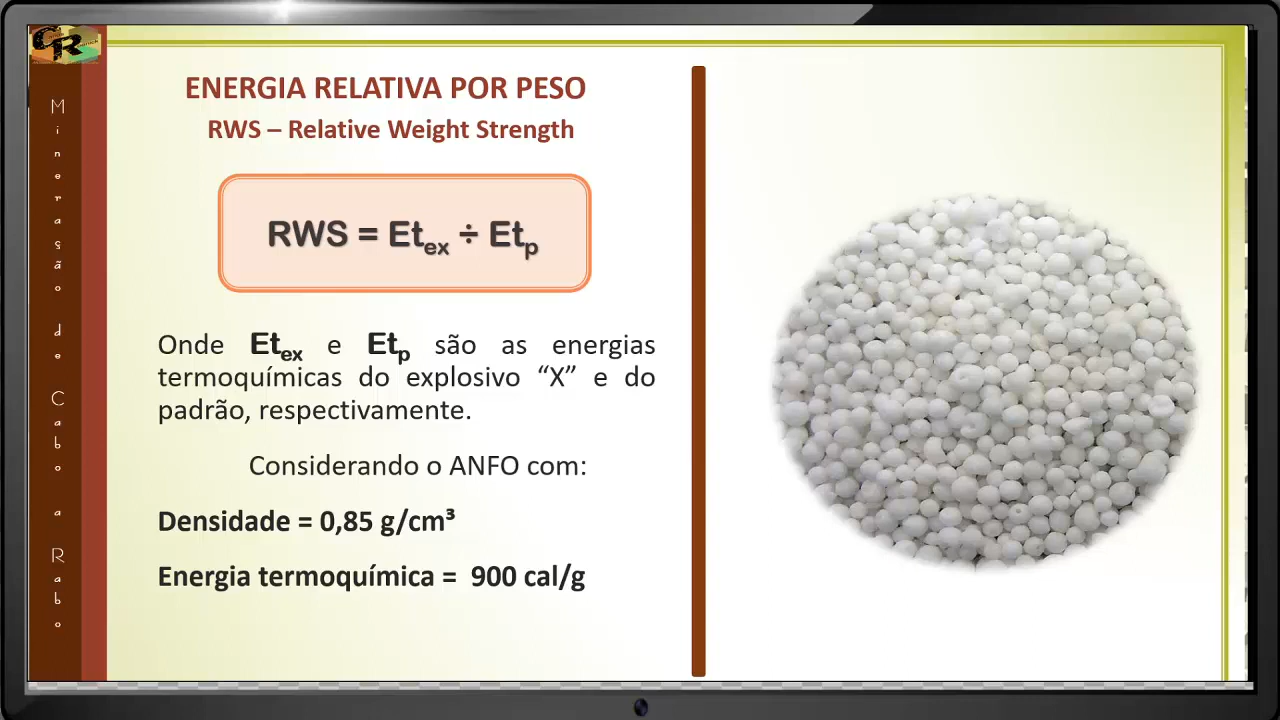 CR
Mineração de Cabo a Rabo
ENERGIA RELATIVA POR PESO
RWS – Relative Weight Strength
RWS = Etex ÷ Etp
Onde Etex e Etp são as energias
termoquímicas do explosivo “X” e do
padrão, respectivamente.
Considerando o ANFO com:
Densidade = 0,85 g/cm³
Energia termoquímica = 900 cal/g